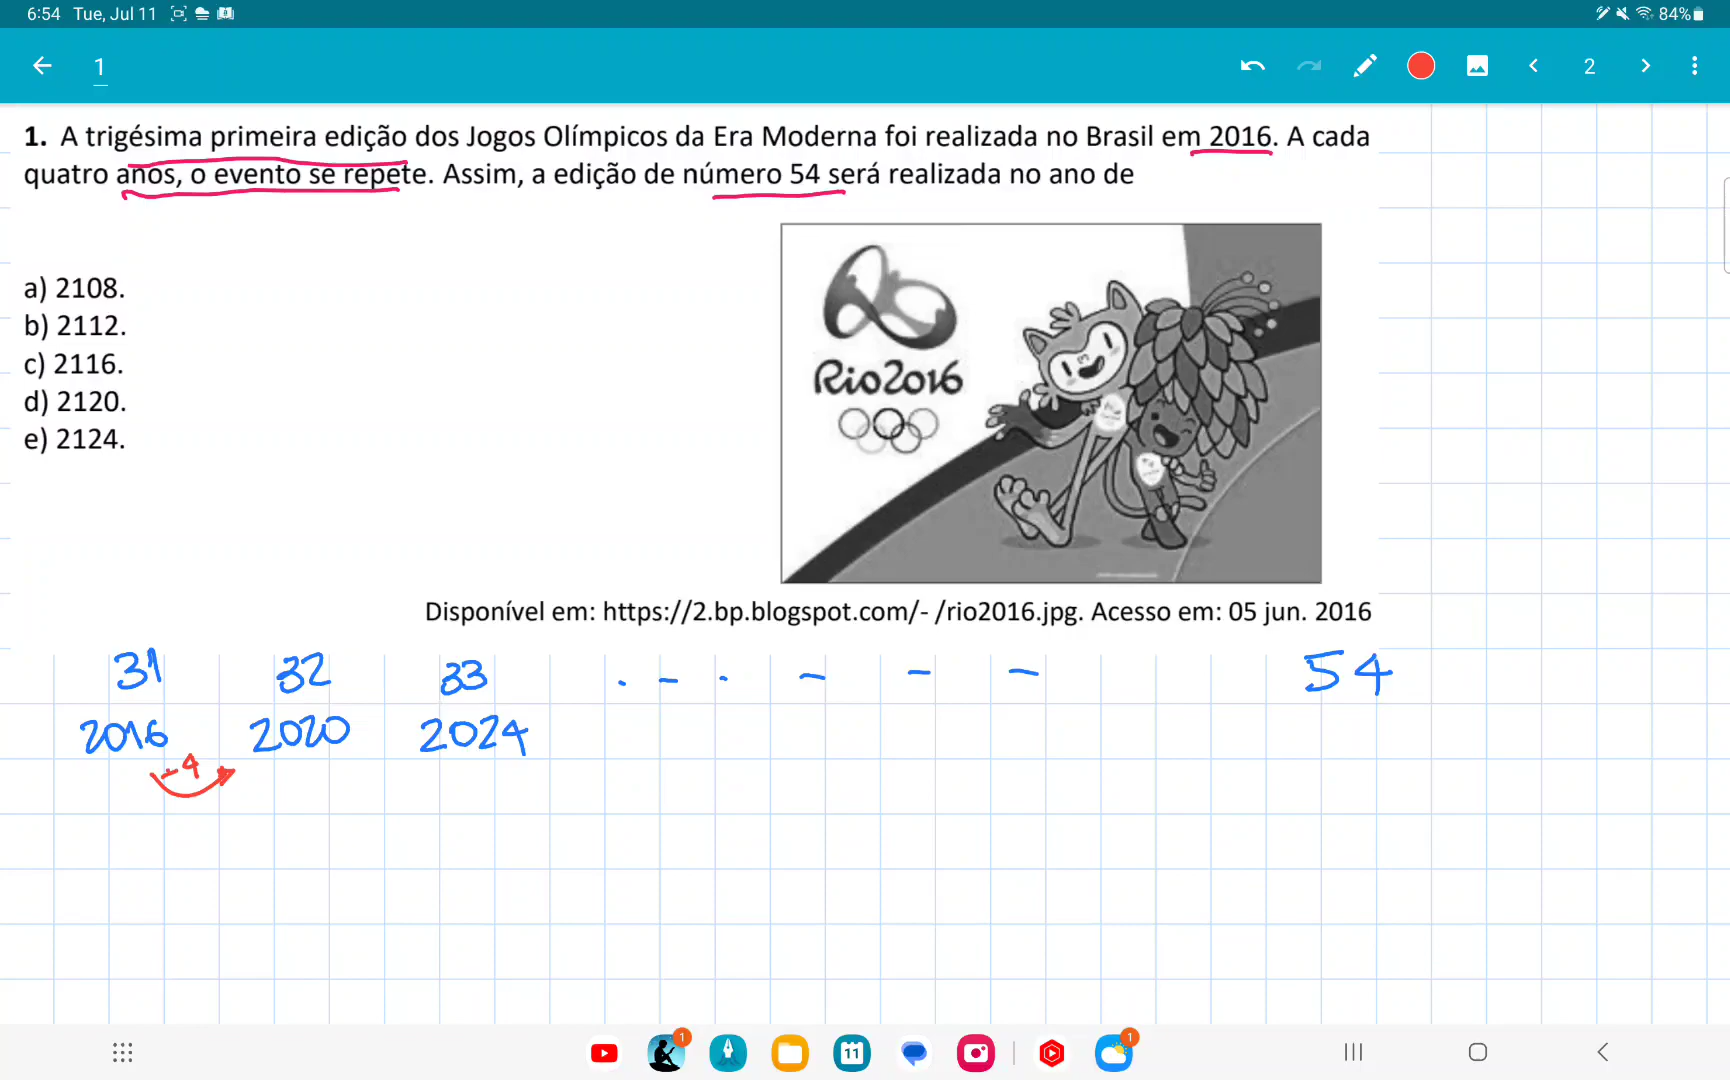 6:54 Tue, Jul 11
84%
1
2
1. A trigésima primeira edição dos Jogos Olímpicos da Era Moderna foi realizada no Brasil em 2016. A cada
quatro anos, o evento se repete. Assim, a edição de número 54 será realizada no ano de
a) 2108.
b) 2112.
c) 2116.
d) 2120.
e) 2124.
Rio2016
Disponível em: https://2.bp.blogspot.com/- /rio2016.jpg. Acesso em: 05 jun. 2016
31 32 33 . - . - - - 54
2016 2020 2024
-4
1
11
1